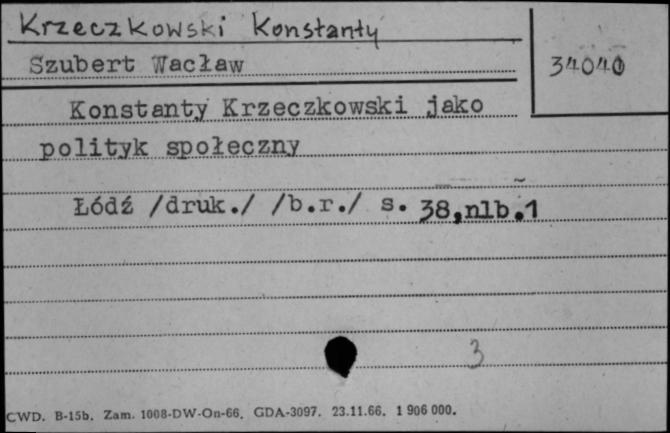 Krzeczkowski Konstanty
Szubert Wacław
34040
Konstanty Krzeczkowski jako
polityk społeczny
Łódź /druk./ /b.r./ s. 38,nlb.1
3
CWD. B-15b. Zam. 1008-DW-On-66. GDA-3097. 23.11.66. 1 906 000.